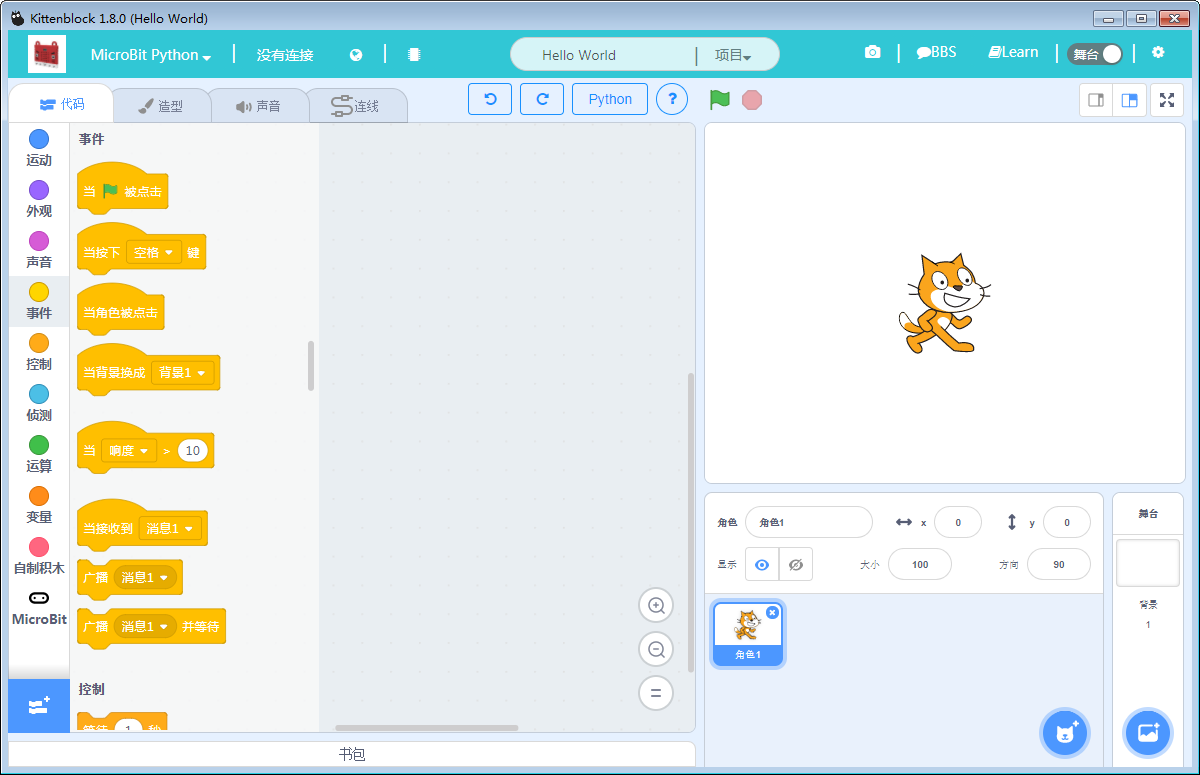 Kittenblock 1.8.0 (Hello World)
MicroBit Python
没有连接
Hello World
项目
BBS
Learn
舞台
代码
造型
声音
连线
Python
?
运动
外观
声音
事件
控制
侦测
运算
变量
自制积木
MicroBit
事件
当 被点击
当按下 空格 键
当角色被点击
当背景换成 背景1
当 响度 > 10
当接收到 消息1
广播 消息1
广播 消息1 并等待
控制
等待 1 秒
书包
角色 角色1 x 0 y 0
显示 大小 100 方向 90
角色1
舞台
背景
1